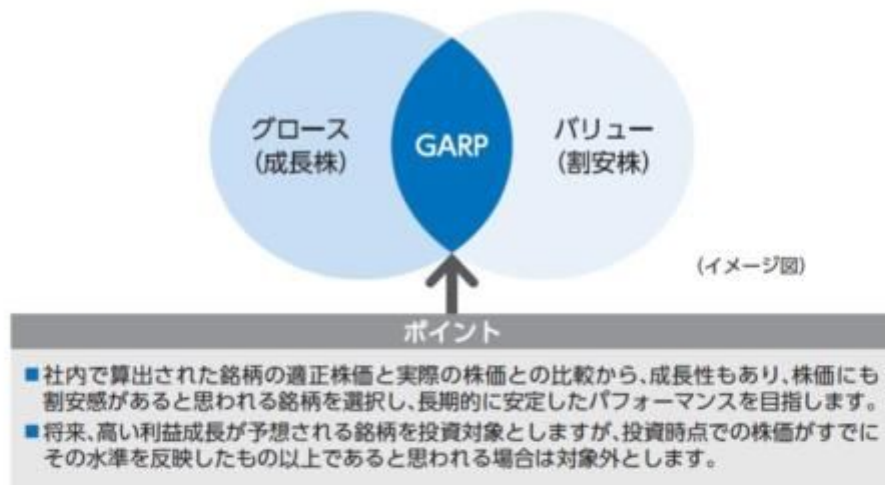 グロース
(成長株)
GARP
バリュー
(割安株)
(イメージ図)
ポイント
■社内で算出された銘柄の適正株価と実際の株価との比較から、成長性もあり、株価にも
割安感があると思われる銘柄を選択し、長期的に安定したパフォーマンスを目指します。
■将来、高い利益成長が予想される銘柄を投資対象としますが、投資時点での株価がすでに
その水準を反映したもの以上であると思われる場合は対象外とします。